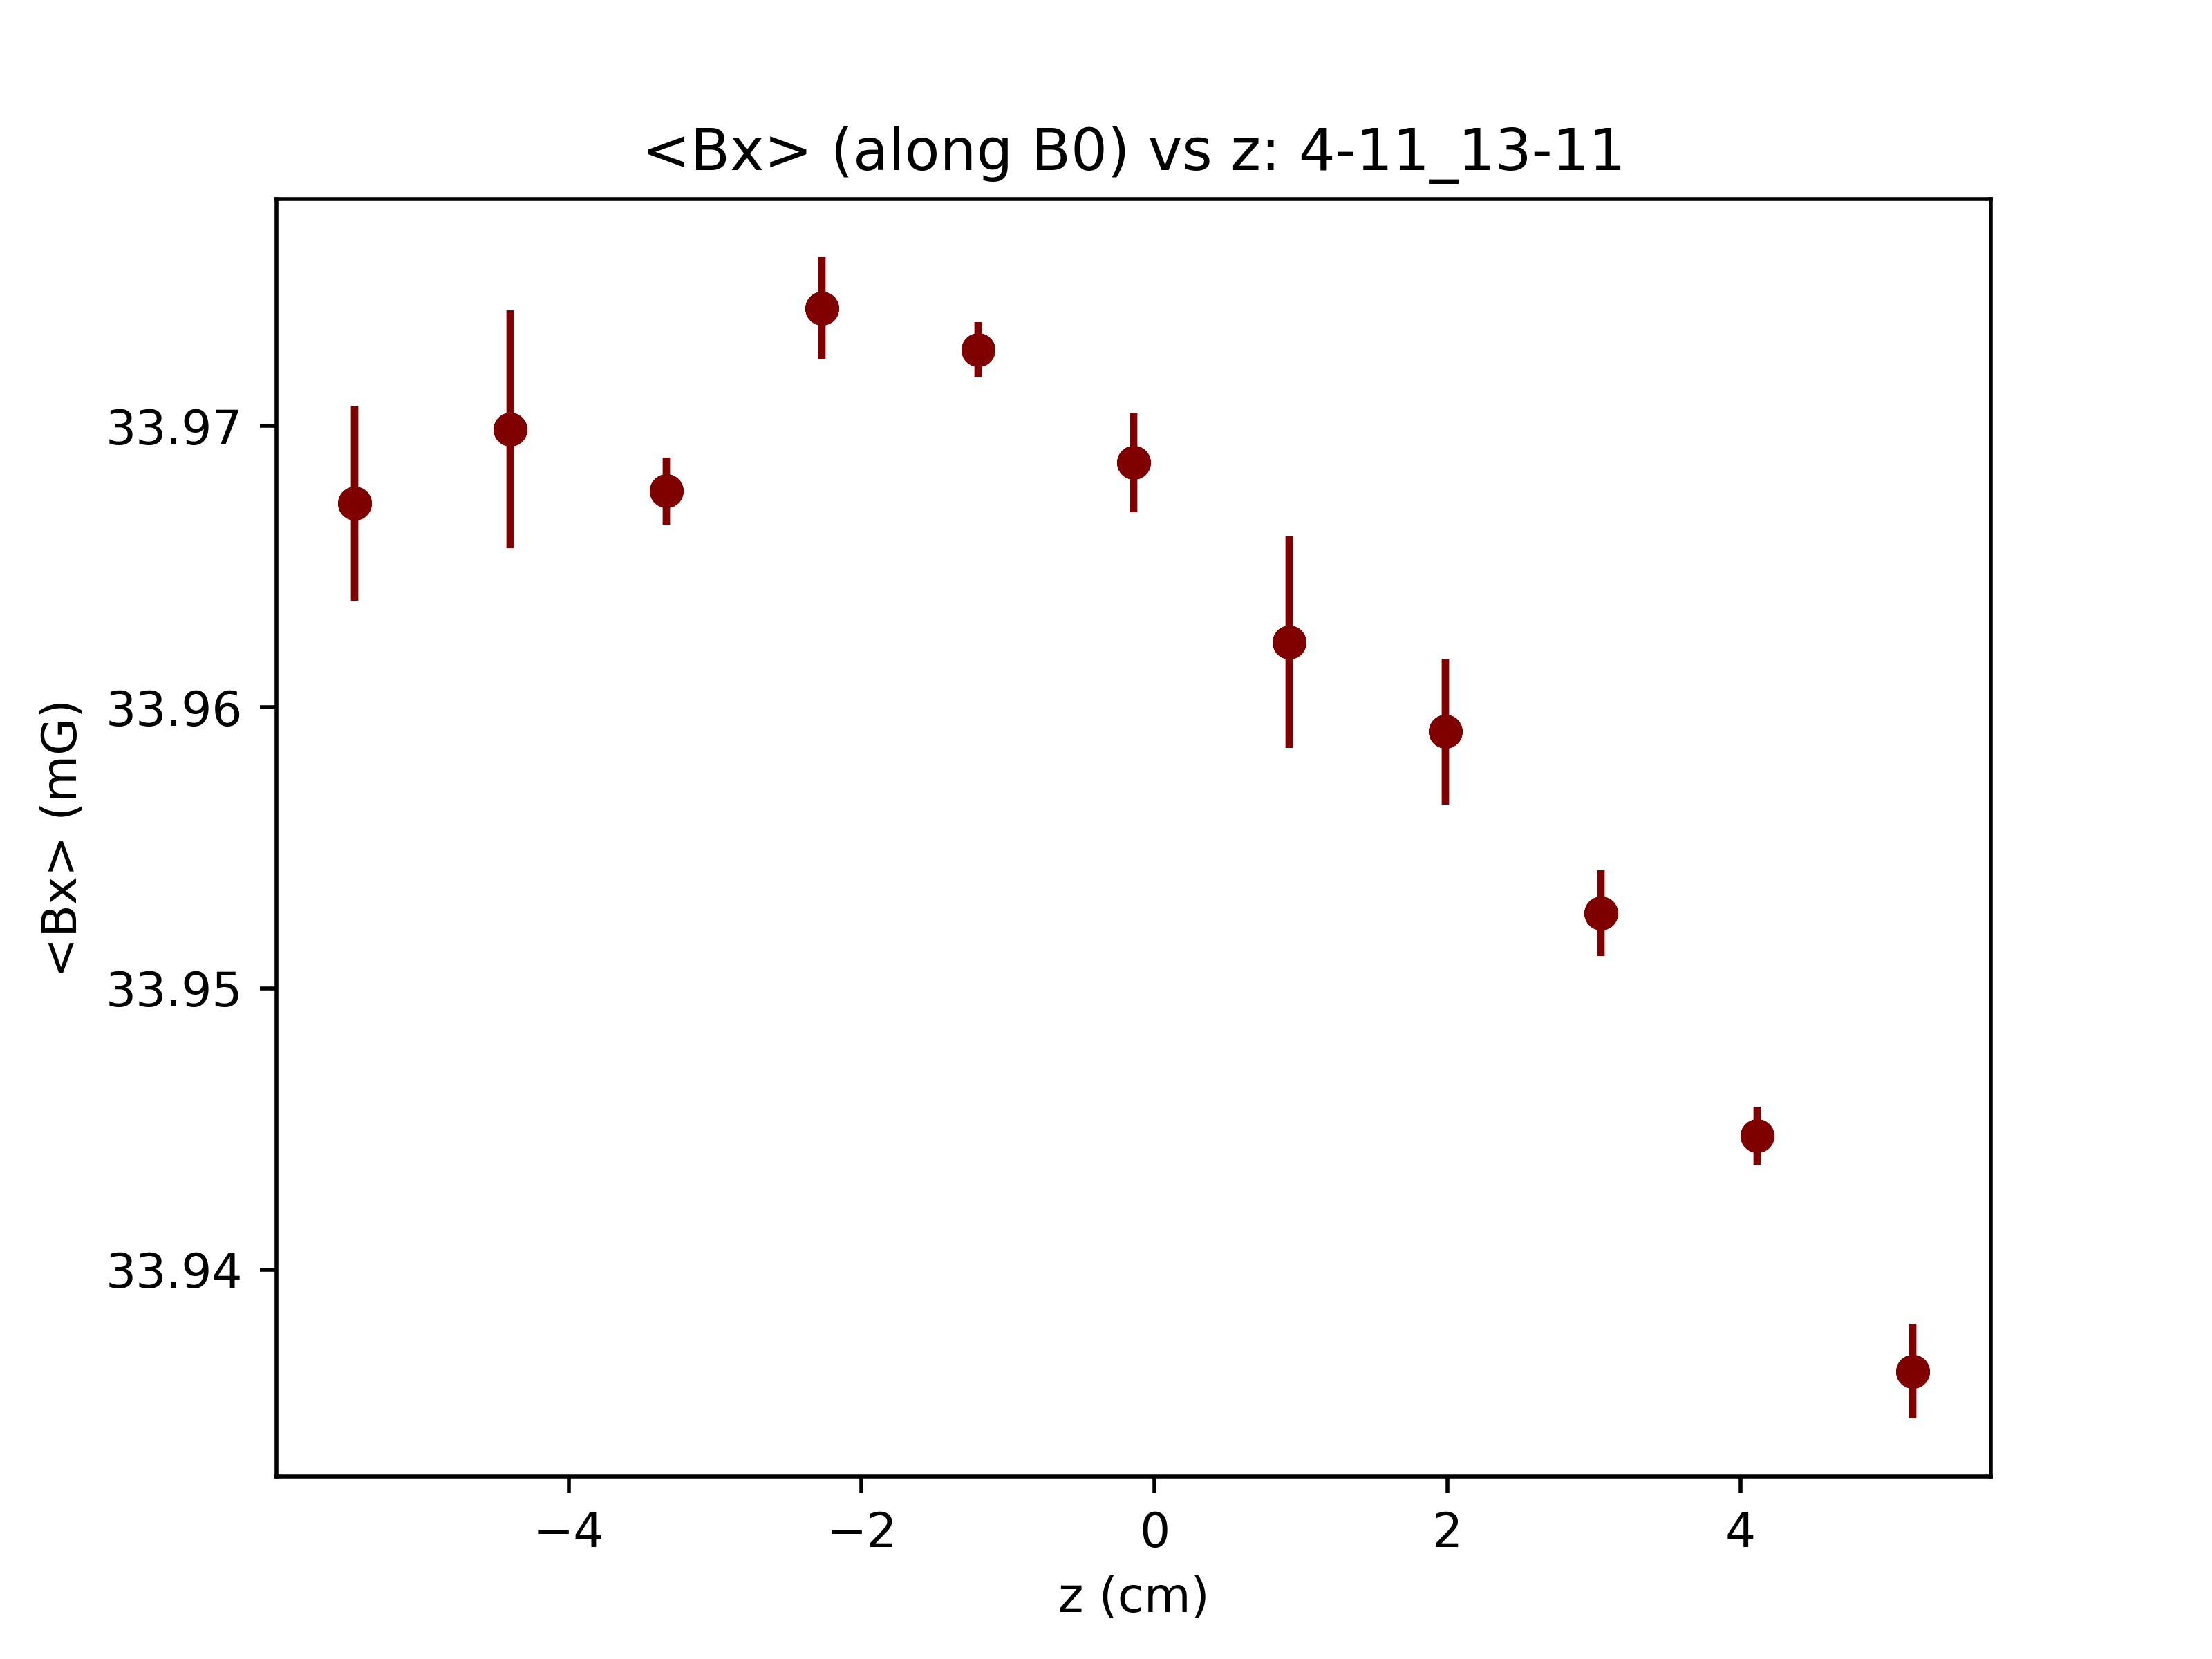 <Bx> (along B0) vs z: 4-11_13-11
<Bx> (mG)
33.97
33.96
33.95
33.94
−4 −2 0 2 4
z (cm)